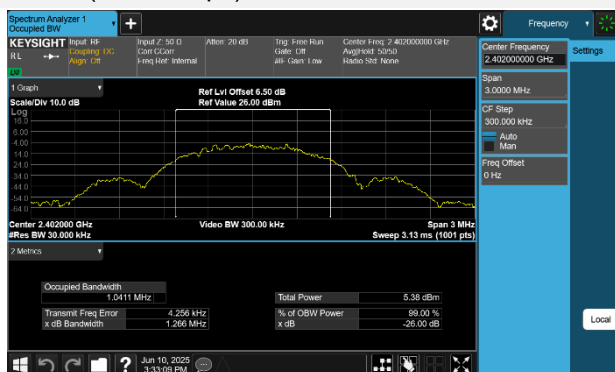 Spectrum Analyzer 1
Occupied BW
Frequency
KEYSIGHT
Input: RF
Input Z: 50 Ω
Atten: 20 dB
Trig: Free Run
Center Freq: 2.402000000 GHz
RL
Coupling: DC
Corr CCorr
Gate: Off
Avg|Hold: 50/50
Align: Off
Freq Ref: Internal
#IF Gain: Low
Radio Std: None
Center Frequency
2.402000000 GHz
Settings
Span
3.0000 MHz
CF Step
300.000 kHz
Auto
Man
Freq Offset
0 Hz
Local
1 Graph
Ref Lvl Offset 6.50 dB
Scale/Div 10.0 dB
Ref Value 26.00 dBm
Log
16.0
6.00
-4.00
-14.0
-24.0
-34.0
-44.0
-54.0
-64.0
Center 2.402000 GHz
Video BW 300.00 kHz
Span 3 MHz
#Res BW 30.000 kHz
Sweep 3.13 ms (1001 pts)
2 Metrics
Occupied Bandwidth
1.0411 MHz
Total Power
5.38 dBm
Transmit Freq Error
4.256 kHz
% of OBW Power
99.00 %
x dB Bandwidth
1.266 MHz
x dB
-26.00 dB
?
Jun 10, 2025
3:33:09 PM